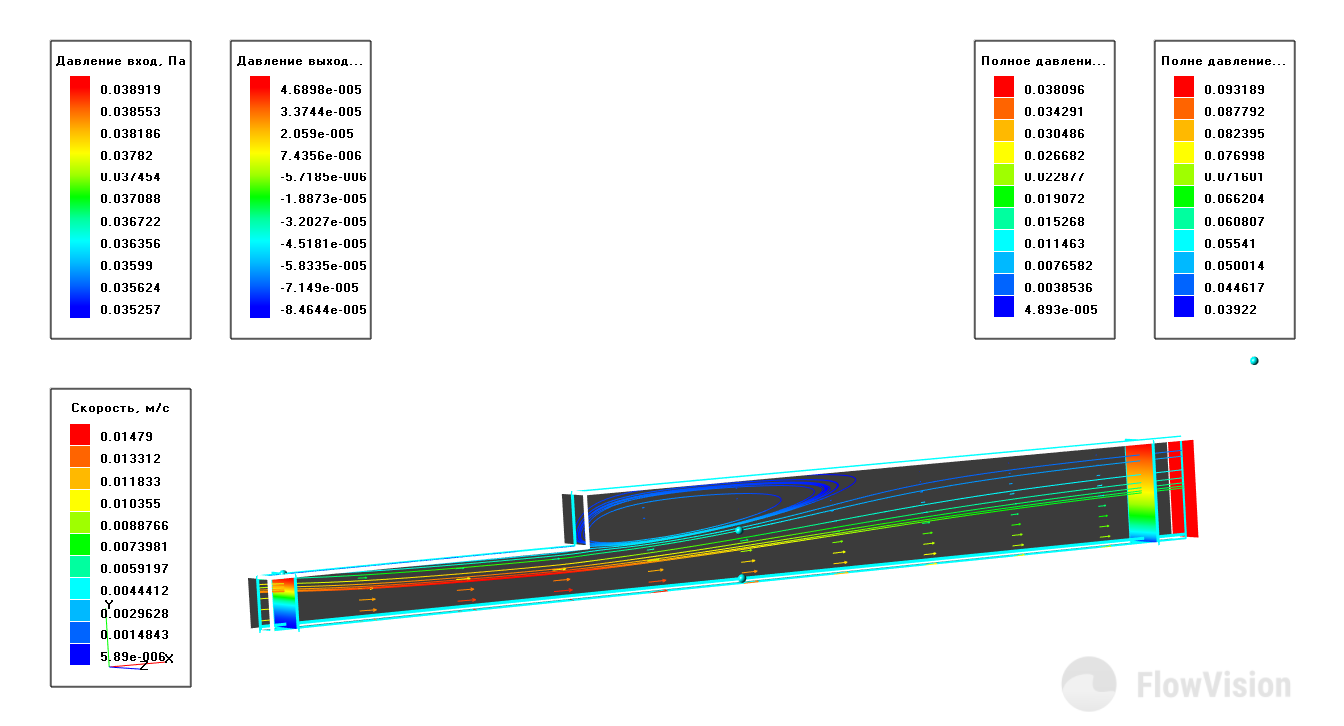 Давление вход, Па
0.038919
0.038553
0.038186
0.03782
0.037454
0.037088
0.036722
0.036356
0.03599
0.035624
0.035257
Давление выход...
4.6898e-005
3.3744e-005
2.059e-005
7.4356e-006
-5.7185e-006
-1.8873e-005
-3.2027e-005
-4.5181e-005
-5.8335e-005
-7.149e-005
-8.4644e-005
Полное давлени...
0.038096
0.034291
0.030486
0.026682
0.022877
0.019072
0.015268
0.011463
0.0076582
0.0038536
4.893e-005
Полне давление...
0.093189
0.087792
0.082395
0.076998
0.071601
0.066204
0.060807
0.05541
0.050014
0.044617
0.03922
Скорость, м/с
0.01479
0.013312
0.011833
0.010355
0.0088766
0.0073981
0.0059197
0.0044412
0.0029628
0.0014843
5.89e-006
Y
Z
X
FlowVision